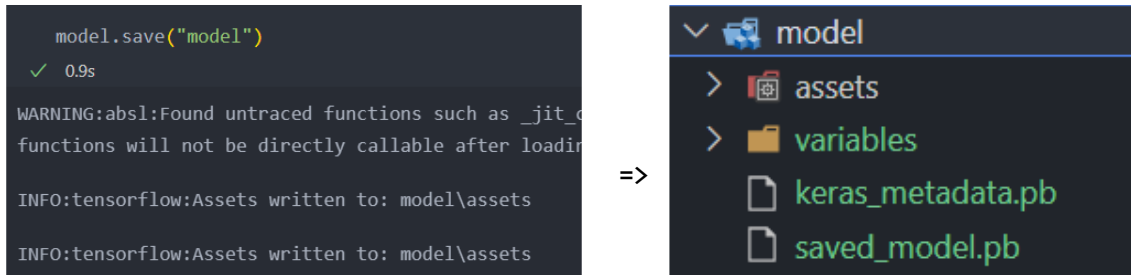 model.save("model")
0.9s
WARNING:absl:Found untraced functions such as _jit_
functions will not be directly callable after
INFO:tensorflow:Assets written to: model\assets
INFO:tensorflow:Assets written to: model\assets
=>
model
assets
variables
keras_metadata.pb
saved_model.pb